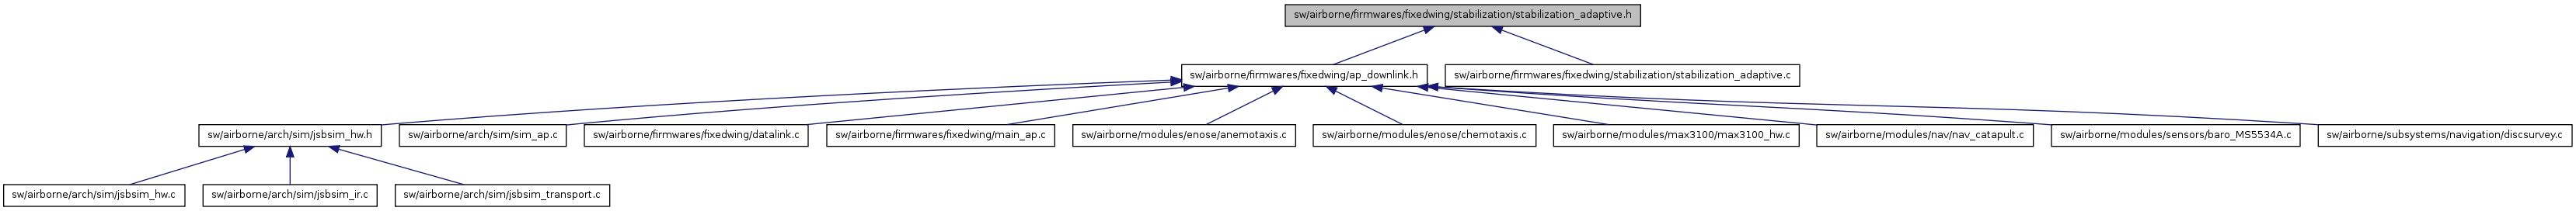 sw/airborne/firmwares/fixedwing/stabilization/stabilization_adaptive.h
sw/airborne/firmwares/fixedwing/ap_downlink.h
sw/airborne/firmwares/fixedwing/stabilization/stabilization_adaptive.c
sw/airborne/arch/sim/jsbsim_hw.h
sw/airborne/arch/sim/sim_ap.c
sw/airborne/firmwares/fixedwing/datalink.c
sw/airborne/firmwares/fixedwing/main_ap.c
sw/airborne/modules/enose/anemotaxis.c
sw/airborne/modules/enose/chemotaxis.c
sw/airborne/modules/max3100/max3100_hw.c
sw/airborne/modules/nav/nav_catapult.c
sw/airborne/modules/sensors/baro_MS5534A.c
sw/airborne/subsystems/navigation/discsurvey.c
sw/airborne/arch/sim/jsbsim_hw.c
sw/airborne/arch/sim/jsbsim_ir.c
sw/airborne/arch/sim/jsbsim_transport.c